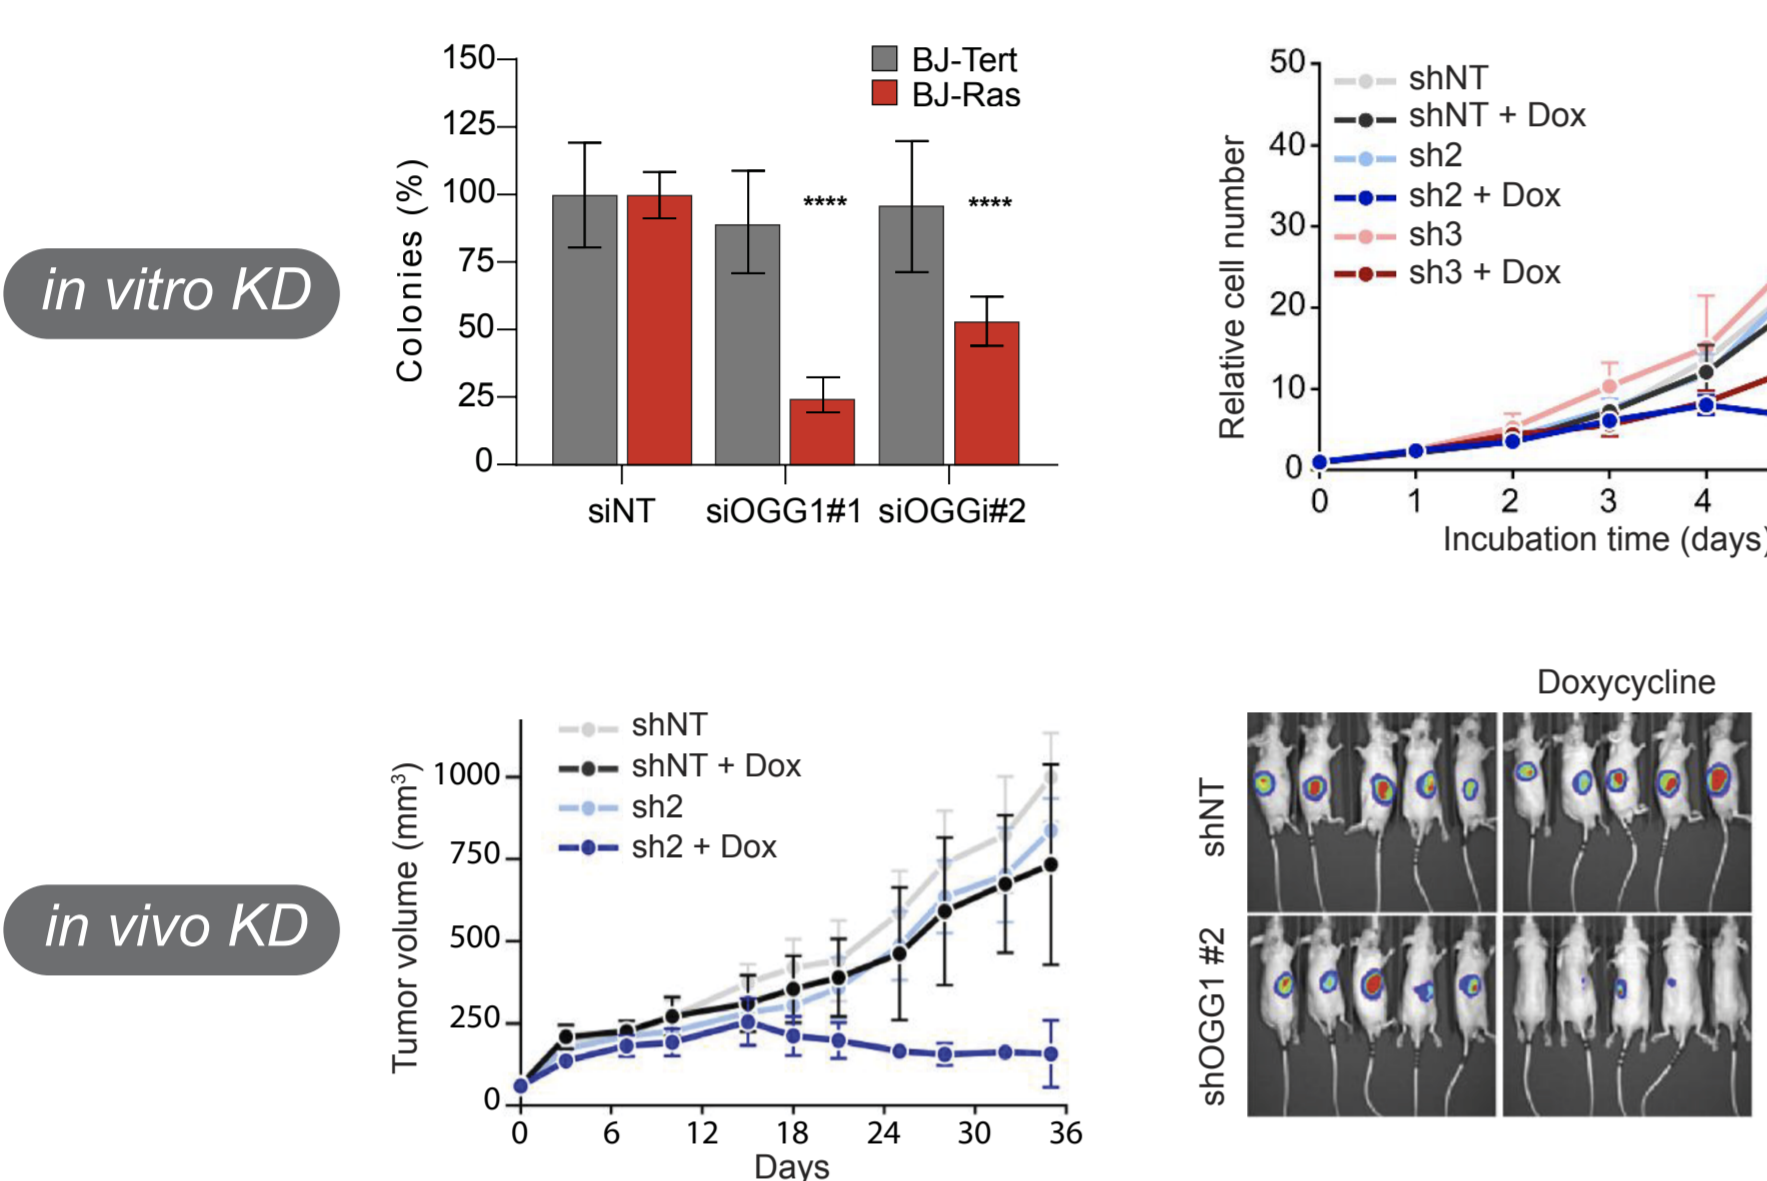 in vitro KD
Colonies (%)
150
125
100
75
50
25
0
BJ-Tert
BJ-Ras
****
****
siNT
siOGG1#1
siOGGi#2
Relative cell number
50
40
30
20
10
0
shNT
shNT + Dox
sh2
sh2 + Dox
sh3
sh3 + Dox
0 1 2 3 4
Incubation time (days)
in vivo KD
Tumor volume (mm³)
1000
750
500
250
0
shNT
shNT + Dox
sh2
sh2 + Dox
0 6 12 18 24 30 36
Days
Doxycycline
shNT
shOGG1 #2